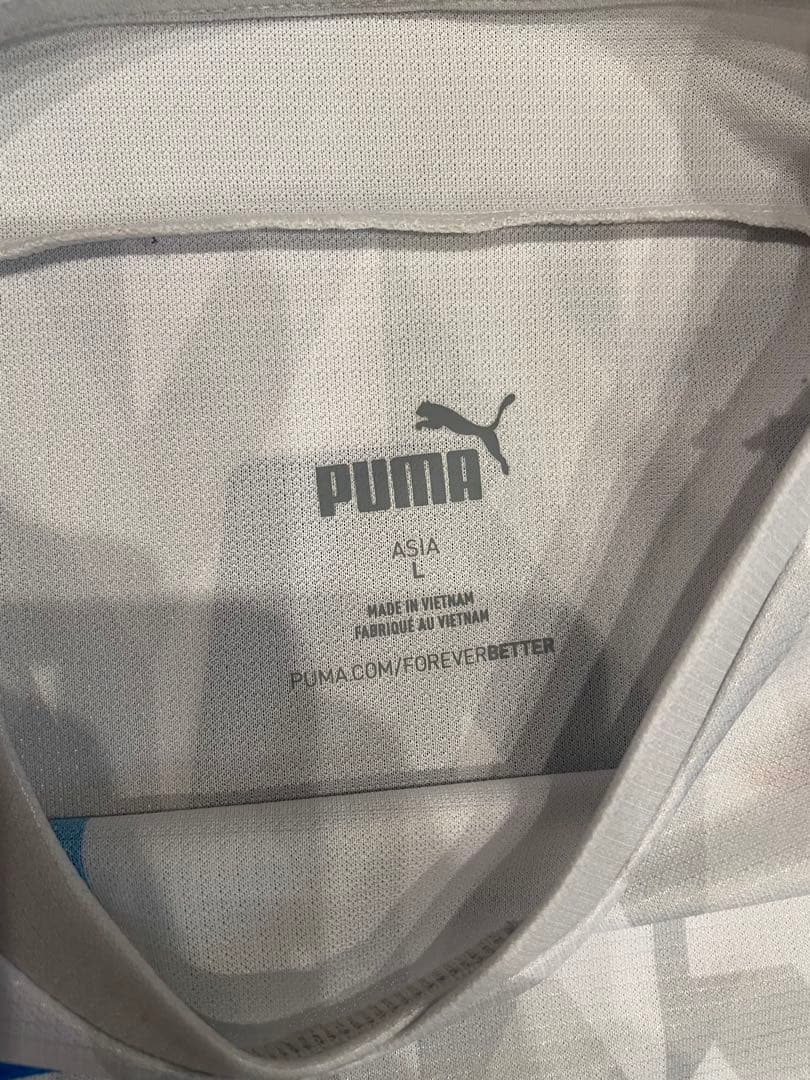 PUMA
ASIA
L
MADE IN VIETNAM
FABRIQUÉ AU VIETNAM
PUMA.COM/FOREVERBETTER